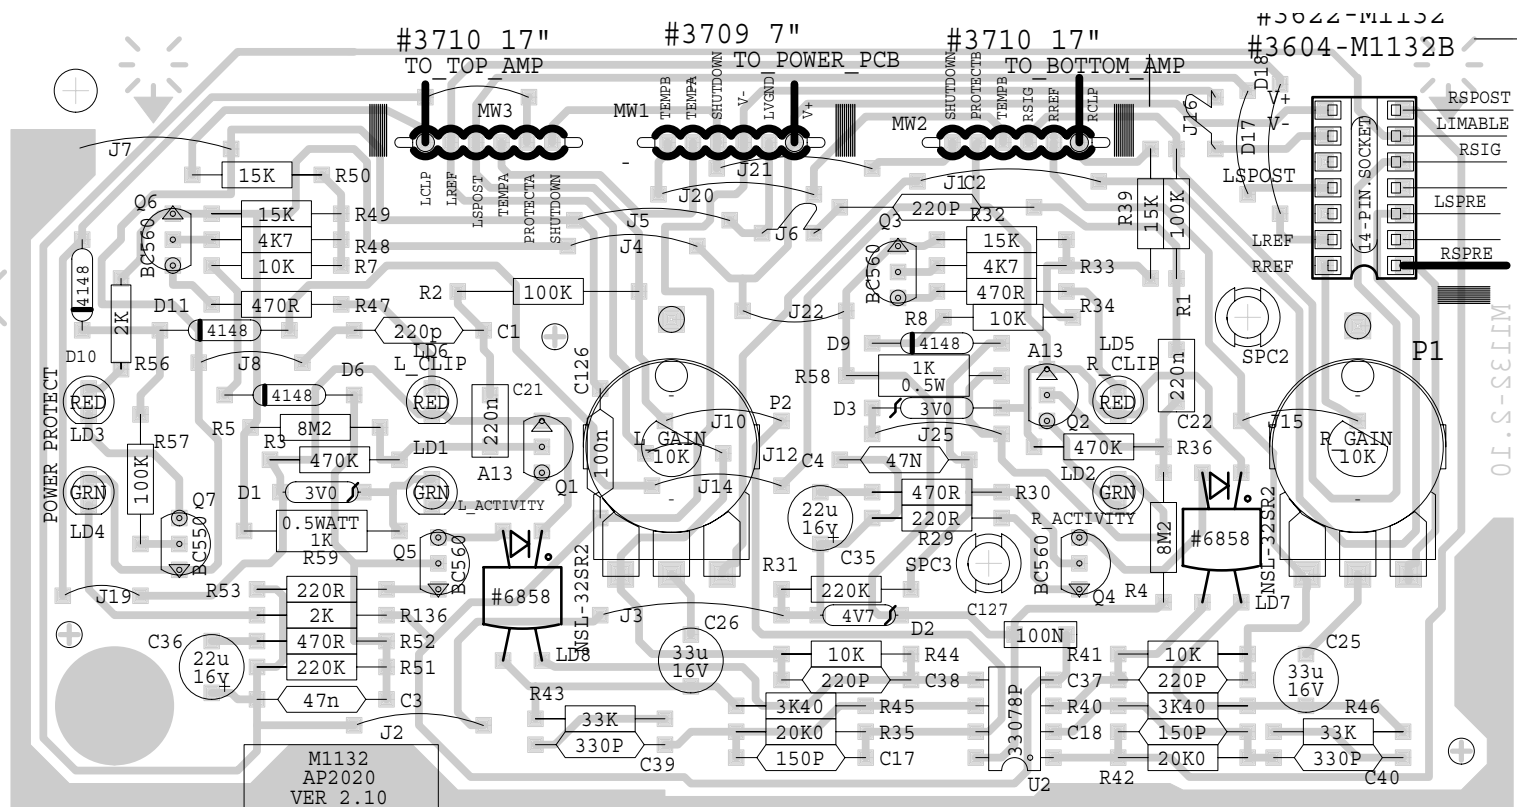 #3622-M1132
#3710 17" #3709 7" #3710 17" #3604-M1132B
TO_TOP_AMP TO_POWER_PCB TO_BOTTOM_AMP
TEMPB TEMPA SHUTDOWN V- LVGND V+
SHUTDOWN PROTECTB TEMPB RSIG RREF RCLP
MW3 MW1 MW2 J16 D18 V+ V- D17
RSPOST
LIMABLE
RSIG
LSPOST
LSPRE
LREF
RREF RSPRE
14-PIN.SOCKET
LCLP LREF LSPOST TEMPA PROTECTA SHUTDOWN
J7 J21 J20 J1 C2
15K R50
Q6 BC560
15K R49 J5 J6 220P R32
4K7 R48 J4 Q3 BC560 15K
10K R7 4K7 R33
R39 15K 100K R1
4148 2K D11 470R R47 R2 100K J22 470R R34
4148 220p C1 R8 10K SPC2
D10 R56 J8 D6 LD6 L_CLIP C126 D9 4148 A13 LD5 R_CLIP P1
R58 1K 0.5W
POWER PROTECT
RED LD3 4148 RED 220n C21 D3 3V0 Q2 RED 220n C22
R5 8M2 P2 J10 J25 J15
R57 100K R3 470K LD1 A13 Q1 100n L_GAIN 10K J12 C4 47N 470K R36 R_GAIN 10K
GRN LD4 D1 3V0 GRN L_ACTIVITY J14 470R R30 LD2 GRN
Q7 BC550 0.5WATT 1K R59 22u 16V 220R R29 R_ACTIVITY
Q5 BC560 C35 SPC3 BC560 Q4 8M2 R4
#6858 NSL-32SR2 LD8
#6858 NSL-32SR2 LD7
J19 R53 220R R31 220K
2K R136 J3 4V7 D2 C127 100N
C36 22u 16V 470R R52 C26 33u 16V
220K R51 10K R44 R41 10K C25 33u 16V
47n C3 220P C38 C37 220P
R43 33K 3K40 R45 R40 3K40 R46
J2 20K0 R35 33078P C18 150P 33K
330P C39 150P C17 U2 R42 20K0 330P C40
M1132
AP2020
VER 2.10
M1132-2.10